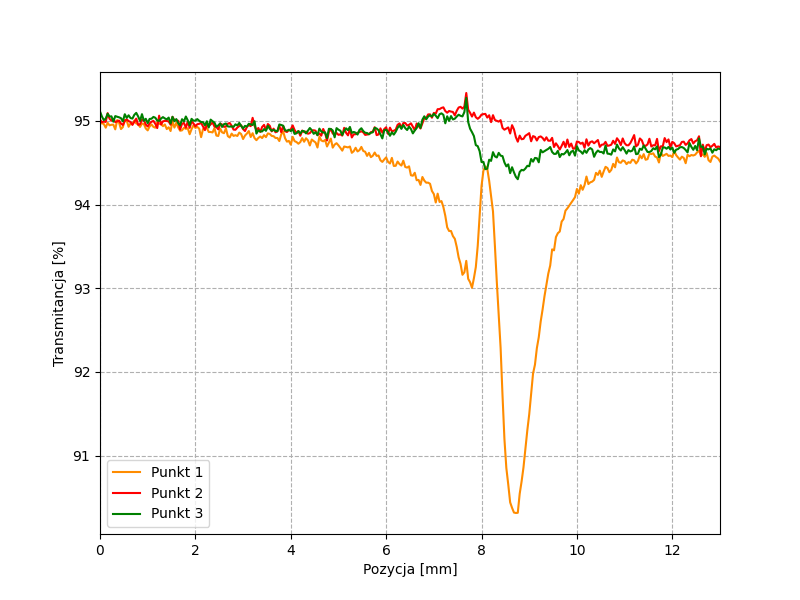 95
94
93
92
91
Transmitancja [%]
Punkt 1
Punkt 2
Punkt 3
0 2 4 6 8 10 12
Pozycja [mm]